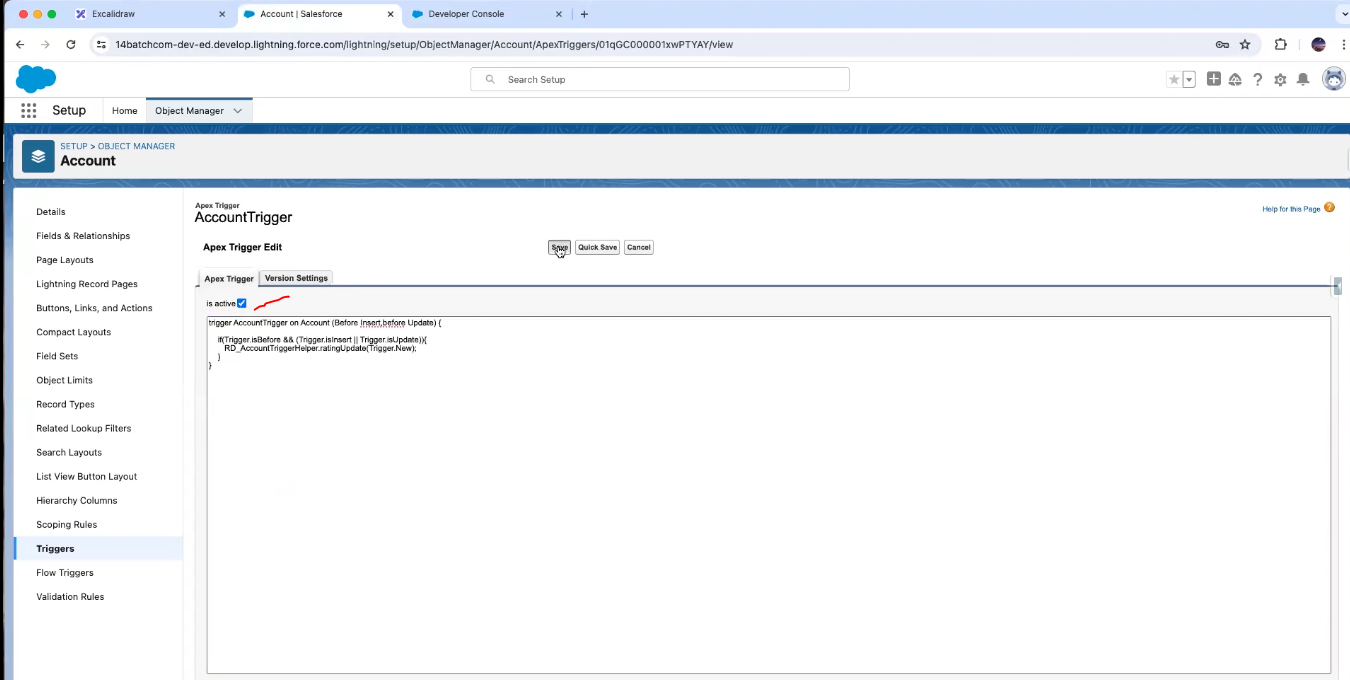 Excalidraw
Account | Salesforce
Developer Console
14batchcom-dev-ed.develop.lightning.force.com/lightning/setup/ObjectManager/Account/ApexTriggers/01qGC000001xwPTYAY/view
Search Setup
Setup
Home
Object Manager
SETUP > OBJECT MANAGER
Account
Details
Fields & Relationships
Page Layouts
Lightning Record Pages
Buttons, Links, and Actions
Compact Layouts
Field Sets
Object Limits
Record Types
Related Lookup Filters
Search Layouts
List View Button Layout
Hierarchy Columns
Scoping Rules
Triggers
Flow Triggers
Validation Rules
Apex Trigger
AccountTrigger
Help for this Page
Apex Trigger Edit
Save
Quick Save
Cancel
Apex Trigger
Version Settings
is active
trigger AccountTrigger on Account (Before Insert,before Update) {
if(Trigger.isBefore && (Trigger.isInsert || Trigger.isUpdate)){
RD_AccountTriggerHelper.ratingUpdate(Trigger.New);
}
}